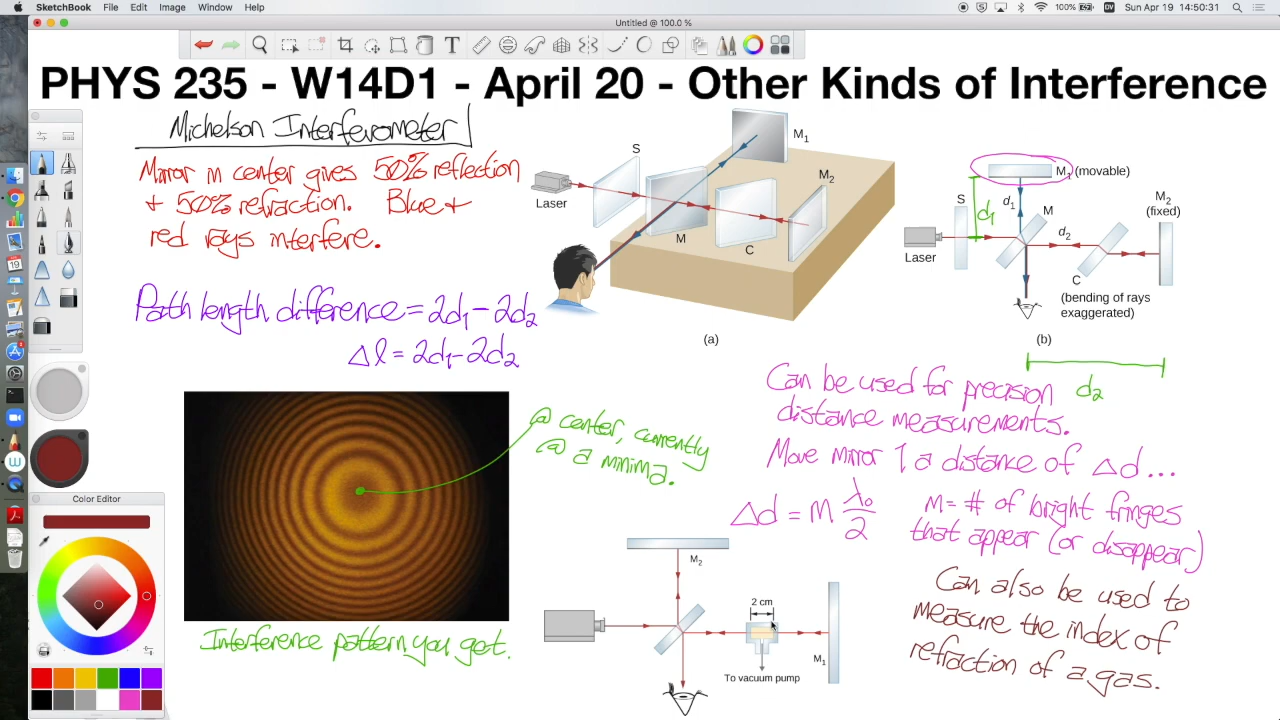 SketchBook File Edit Image Window Help
100% Sun Apr 19 14:50:31
Untitled @ 100.0 %
PHYS 235 - W14D1 - April 20 - Other Kinds of Interference
Michelson Interferometer
Mirror in center gives 50% reflection
+ 50% refraction. Blue +
red rays interfere.
Path length difference = 2d₁ - 2d₂
Δl = 2d₁ - 2d₂
S
M₁
M₂
Laser
M
C
(a)
M₁ (movable)
S
d₁
d₁
M
M₂
(fixed)
d₂
Laser
C
(bending of rays
exaggerated)
(b)
d₂
Can be used for precision
distance measurements.
Move mirror 1 a distance of Δd...
Δd = m λ₀/2
m = # of bright fringes
that appear (or disappear)
@ center, currently
@ a minima.
Interference pattern you get.
M₂
2 cm
M₁
To vacuum pump
Can also be used to
measure the index of
refraction of a gas.
Color Editor